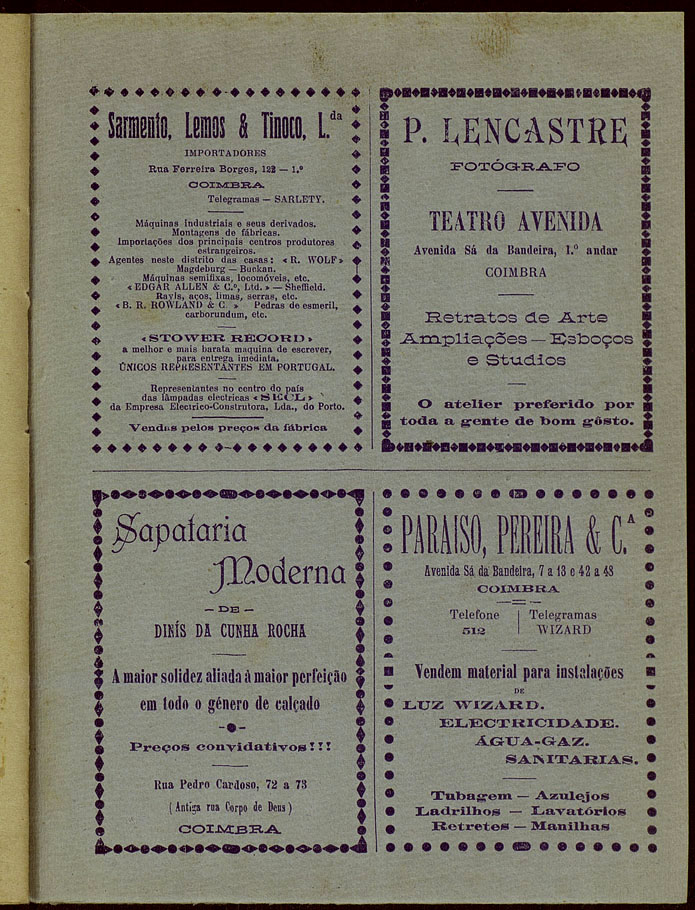 Sarmento, Lemos & Tinoco, L.da
IMPORTADORES
Rua Ferreira Borges, 122 — 1.º
COIMBRA
Telegramas — SARLETY.
Máquinas industriais e seus derivados.
Montagens de fábricas.
Importações dos principais centros produtores
estrangeiros.
Agentes neste distrito das casas: «R. WOLF»
Magdeburg — Buckan.
Máquinas semifixas, locomóveis, etc.
«EDGAR ALLEN & C.º, Ltd.» — Sheffield.
Rayls, aços, limas, serras, etc.
«B. R. ROWLAND & C.» Pedras de esmeril,
carborundum, etc.
«STOWER RECORD»
a melhor e mais barata maquina de escrever,
para entrega imediata.
ÚNICOS REPRESENTANTES EM PORTUGAL.
Representantes no centro do país
das lâmpadas electricas «SECL»
da Empresa Electrico-Construtora, Lda., do Porto.
Vendas pelos preços da fábrica
P. LENCASTRE
FOTÓGRAFO
TEATRO AVENIDA
Avenida Sá da Bandeira, 1.º andar
COIMBRA
Retratos de Arte
Ampliações — Esboços
e Studios
O atelier preferido por
toda a gente de bom gôsto.
Sapataria
Moderna
— DE —
DINÍS DA CUNHA ROCHA
A maior solidez aliada à maior perfeição
em todo o género de calçado
Preços convidativos!!!
Rua Pedro Cardoso, 72 a 73
(Antiga rua Corpo de Deus)
COIMBRA
PARAISO, PEREIRA & C.A
Avenida Sá da Bandeira, 7 a 13 e 42 a 48
COIMBRA
Telefone 512 | Telegramas WIZARD
Vendem material para instalações
DE
LUZ WIZARD.
ELECTRICIDADE.
ÁGUA-GAZ.
SANITARIAS.
Tubagem — Azulejos
Ladrilhos — Lavatórios
Retretes — Manilhas